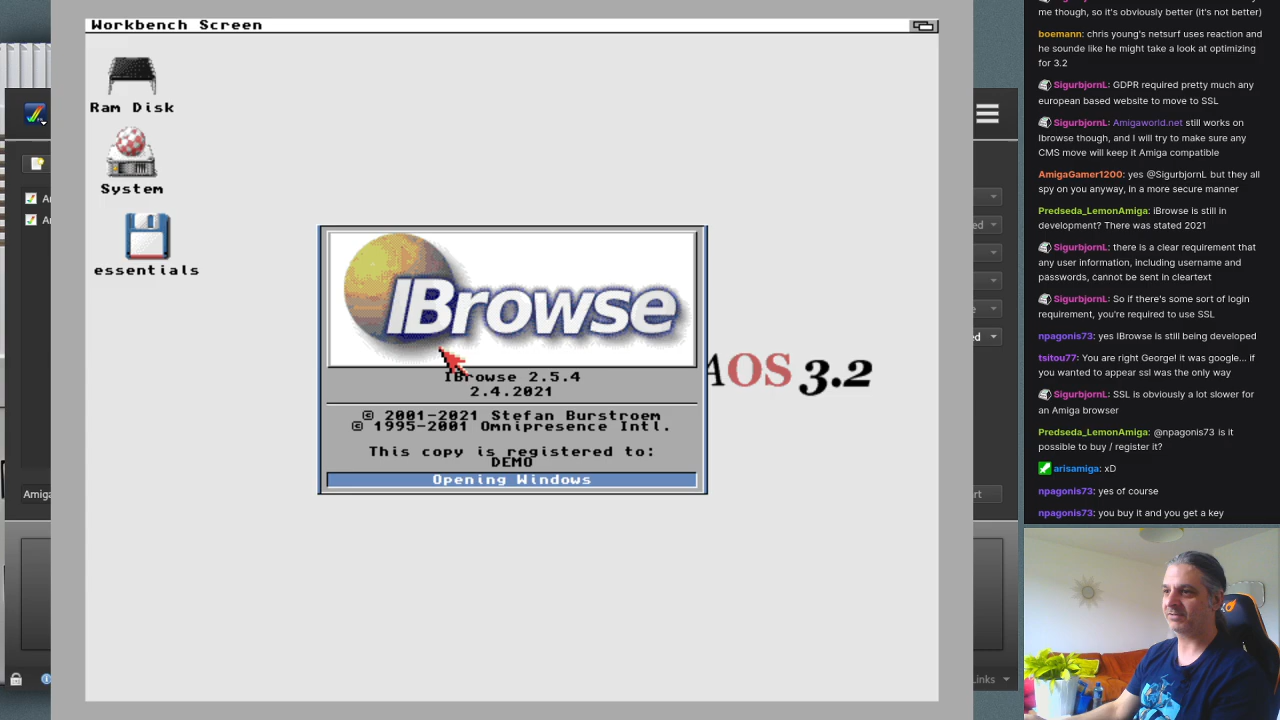 Workbench Screen
Ram Disk
System
essentials
IBrowse
IBrowse 2.5.4
2.4.2021
© 2001-2021 Stefan Burstroem
© 1995-2001 Omnipresence Intl.
This copy is registered to:
DEMO
Opening Windows
AOS 3.2
Amiga
Links
me though, so it's obviously better (it's not better)
boemann: chris young's netsurf uses reaction and
he sounde like he might take a look at optimizing
for 3.2
SigurbjornL: GDPR required pretty much any
european based website to move to SSL
SigurbjornL: Amigaworld.net still works on
Ibrowse though, and I will try to make sure any
CMS move will keep it Amiga compatible
AmigaGamer1200: yes @SigurbjornL but they all
spy on you anyway, in a more secure manner
Predseda_LemonAmiga: iBrowse is still in
development? There was stated 2021
SigurbjornL: there is a clear requirement that
any user information, including username and
passwords, cannot be sent in cleartext
SigurbjornL: So if there's some sort of login
requirement, you're required to use SSL
npagonis73: yes IBrowse is still being developed
tsitou77: You are right George! it was google... if
you wanted to appear ssl was the only way
SigurbjornL: SSL is obviously a lot slower for
an Amiga browser
Predseda_LemonAmiga: @npagonis73 is it
possible to buy / register it?
arisamiga: xD
npagonis73: yes of course
npagonis73: you buy it and you get a key